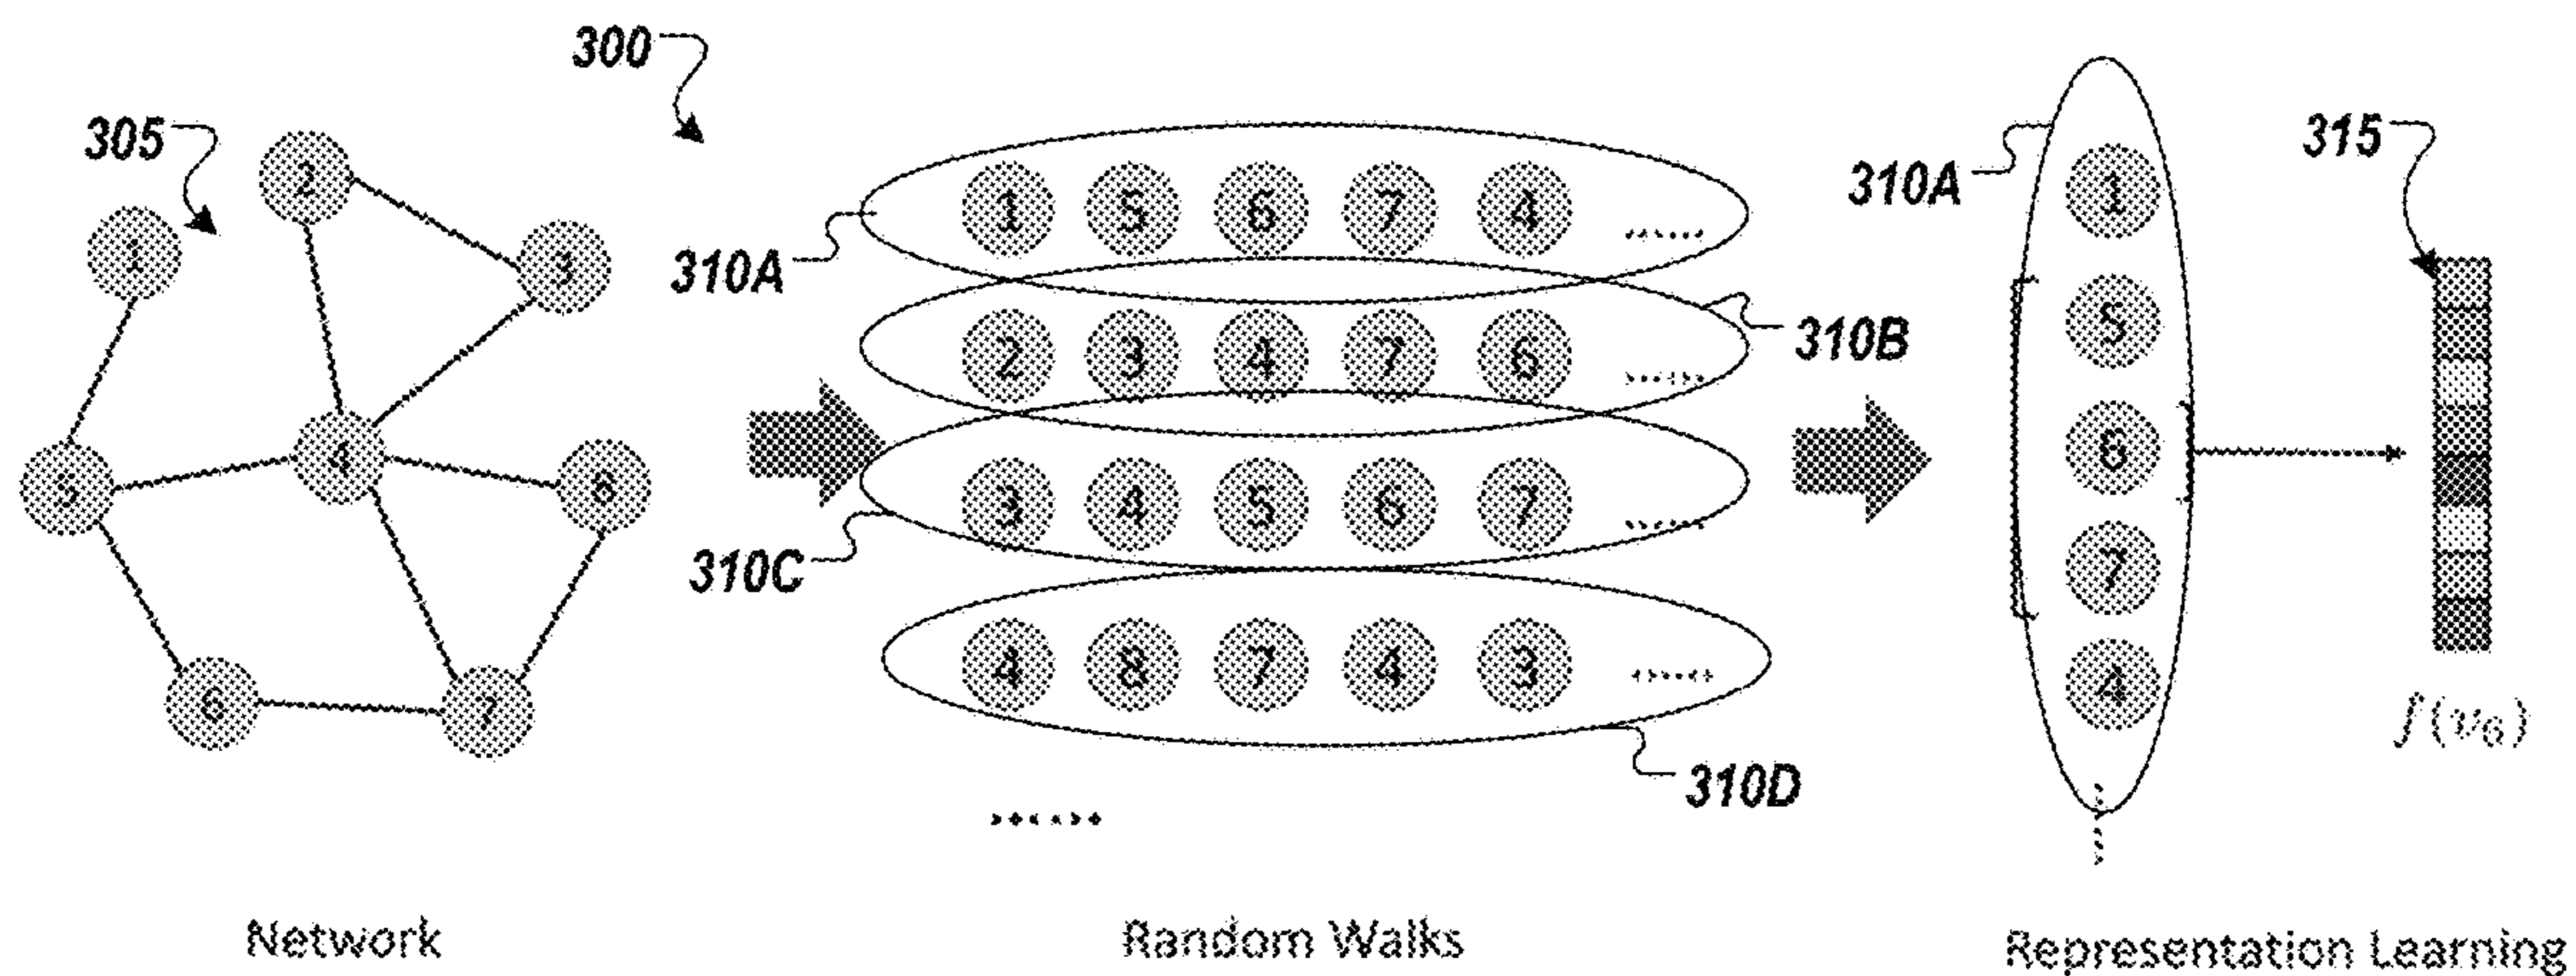 300
305
1
2
3
4
5
8
6
7
310A
1 5 6 7 4 ......
310B
2 3 4 7 6 ......
310C
3 4 5 6 7 ......
310D
4 8 7 4 3 ......
......
310A
1
5
6
7
4
315
f(v6)
Network
Random Walks
Representation Learning